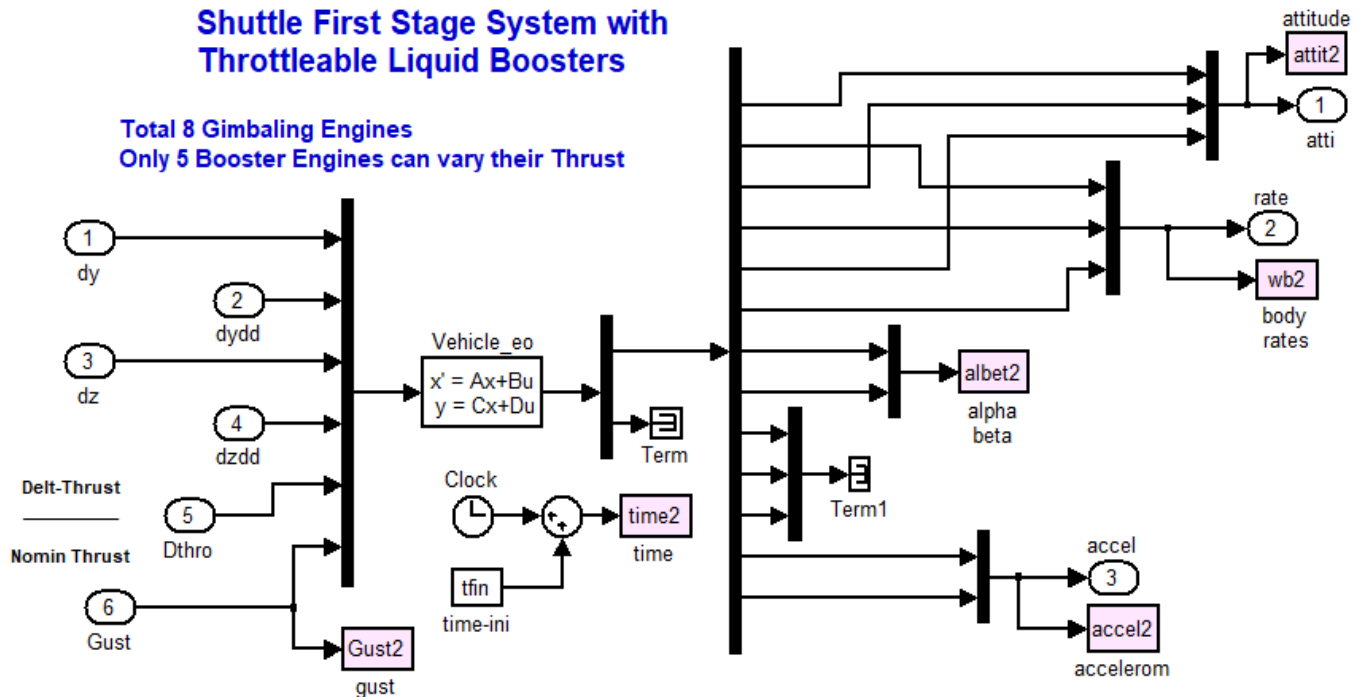 Shuttle First Stage System with
Throttleable Liquid Boosters
Total 8 Gimbaling Engines
Only 5 Booster Engines can vary their Thrust
attitude
attit2
1
atti
rate
2
wb2
body
rates
1
dy
2
dydd
3
dz
4
dzdd
Delt-Thrust
Nomin Thrust
5
Dthro
6
Gust
Gust2
gust
Vehicle_eo
x' = Ax+Bu
y = Cx+Du
Term
Clock
++
time2
time
tfin
time-ini
albet2
alpha
beta
Term1
accel
3
accel2
accelerom